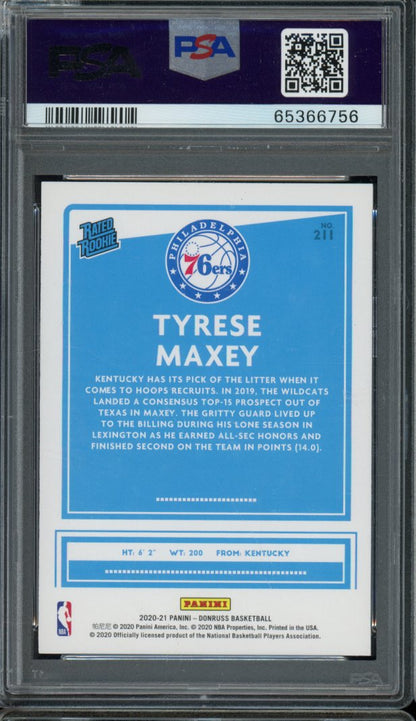 PSA
PSA
65366756
RATED
ROOKIE
PHILADELPHIA
76ers
NO.
211
TYRESE
MAXEY
KENTUCKY HAS ITS PICK OF THE LITTER WHEN IT
COMES TO HOOPS RECRUITS. IN 2019, THE WILDCATS
LANDED A CONSENSUS TOP-15 PROSPECT OUT OF
TEXAS IN MAXEY. THE GRITTY GUARD LIVED UP
TO THE BILLING DURING HIS LONE SEASON IN
LEXINGTON AS HE EARNED ALL-SEC HONORS AND
FINISHED SECOND ON THE TEAM IN POINTS (14.0).
HT: 6' 2" WT: 200 FROM: KENTUCKY
PANINI
NBA
2020-21 PANINI – DONRUSS BASKETBALL
帕尼尼 © 2020 Panini America, Inc. © 2020 NBA Properties, Inc. Printed in the USA.
© 2020 Officially licensed product of the National Basketball Players Association.
PSA